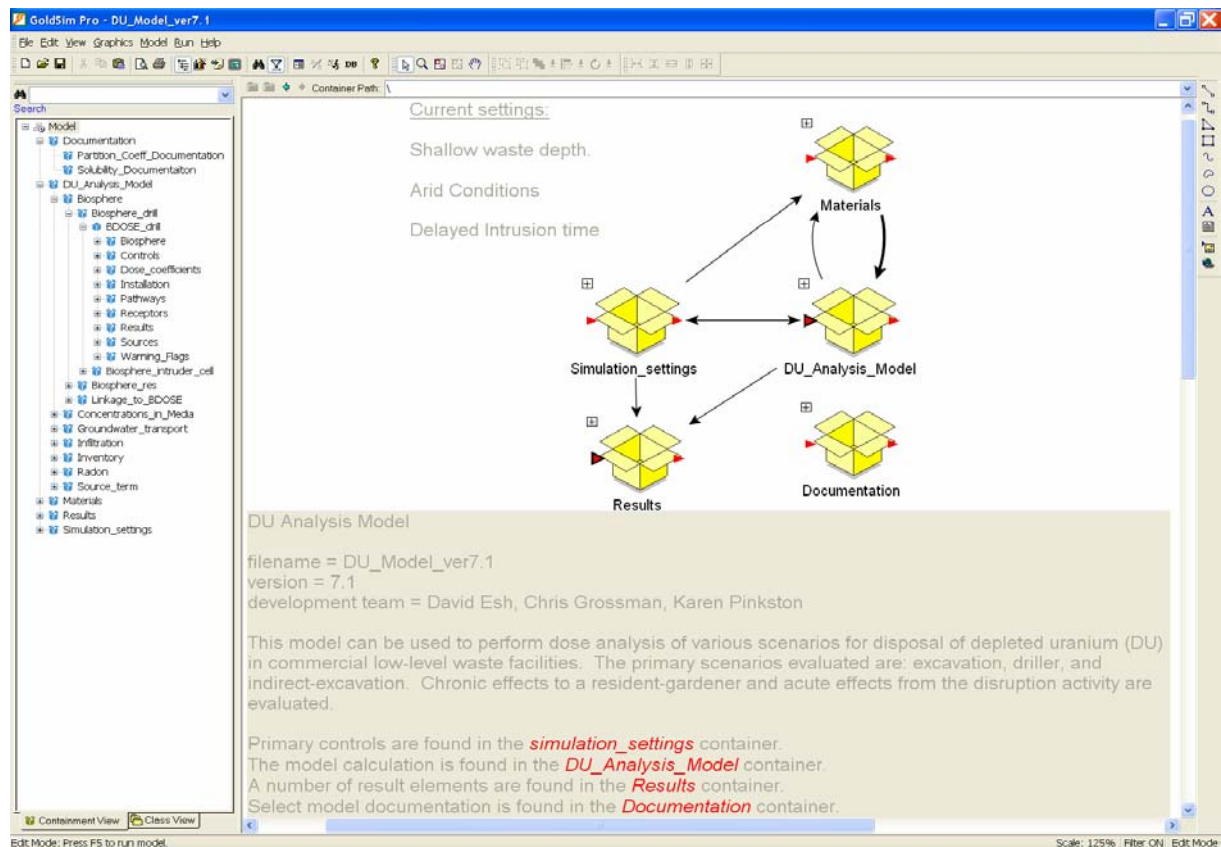 GoldSim Pro - DU_Model_ver7.1
File Edit View Graphics Model Run Help
DB
?
Container Path: \
Search
Model
Documentation
Partition_Coeff_Documentation
Solubility_Documentaiton
DU_Analysis_Model
Biosphere
Biosphere_drill
BDOSE_drill
Biosphere
Controls
Dose_coefficients
Installation
Pathways
Receptors
Results
Sources
Warning_Flags
Biosphere_intruder_cell
Biosphere_res
Linkage_to_BDOSE
Concentrations_in_Media
Groundwater_transport
Infiltration
Inventory
Radon
Source_term
Materials
Results
Simulation_settings
Containment View Class View
Current settings:
Shallow waste depth.
Arid Conditions
Delayed Intrusion time
Materials
Simulation_settings
DU_Analysis_Model
Results
Documentation
DU Analysis Model
filename = DU_Model_ver7.1
version = 7.1
development team = David Esh, Chris Grossman, Karen Pinkston
This model can be used to perform dose analysis of various scenarios for disposal of depleted uranium (DU)
in commercial low-level waste facilities. The primary scenarios evaluated are: excavation, driller, and
indirect-excavation. Chronic effects to a resident-gardener and acute effects from the disruption activity are
evaluated.
Primary controls are found in the simulation_settings container.
The model calculation is found in the DU_Analysis_Model container.
A number of result elements are found in the Results container.
Select model documentation is found in the Documentation container.
A
Edit Mode: Press F5 to run model.
Scale: 125% Filter ON Edit Mode